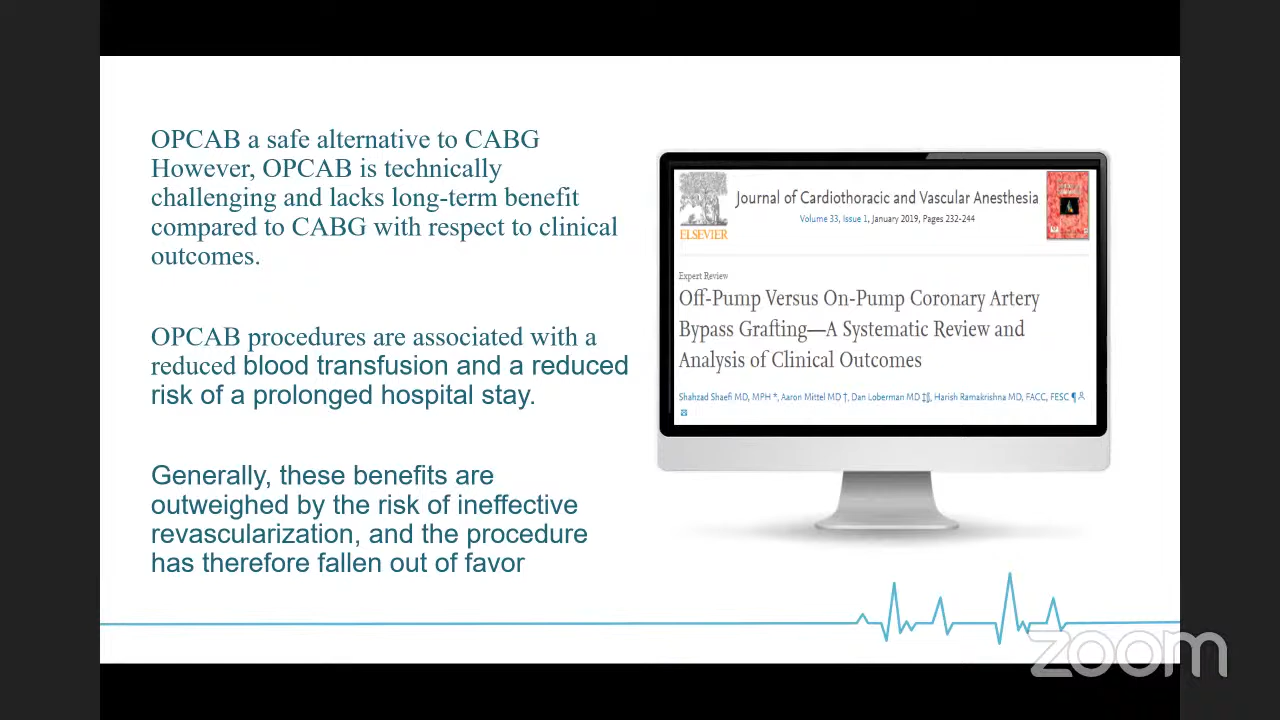 OPCAB a safe alternative to CABG
However, OPCAB is technically
challenging and lacks long-term benefit
compared to CABG with respect to clinical
outcomes.
OPCAB procedures are associated with a
reduced blood transfusion and a reduced
risk of a prolonged hospital stay.
Generally, these benefits are
outweighed by the risk of ineffective
revascularization, and the procedure
has therefore fallen out of favor
Journal of Cardiothoracic and Vascular Anesthesia
Volume 33, Issue 1, January 2019, Pages 232-244
ELSEVIER
Expert Review
Off-Pump Versus On-Pump Coronary Artery
Bypass Grafting—A Systematic Review and
Analysis of Clinical Outcomes
Shahzad Shaefi MD, MPH *, Aaron Mittel MD †, Dan Loberman MD ‡||, Harish Ramakrishna MD, FACC, FESC ¶
zoom